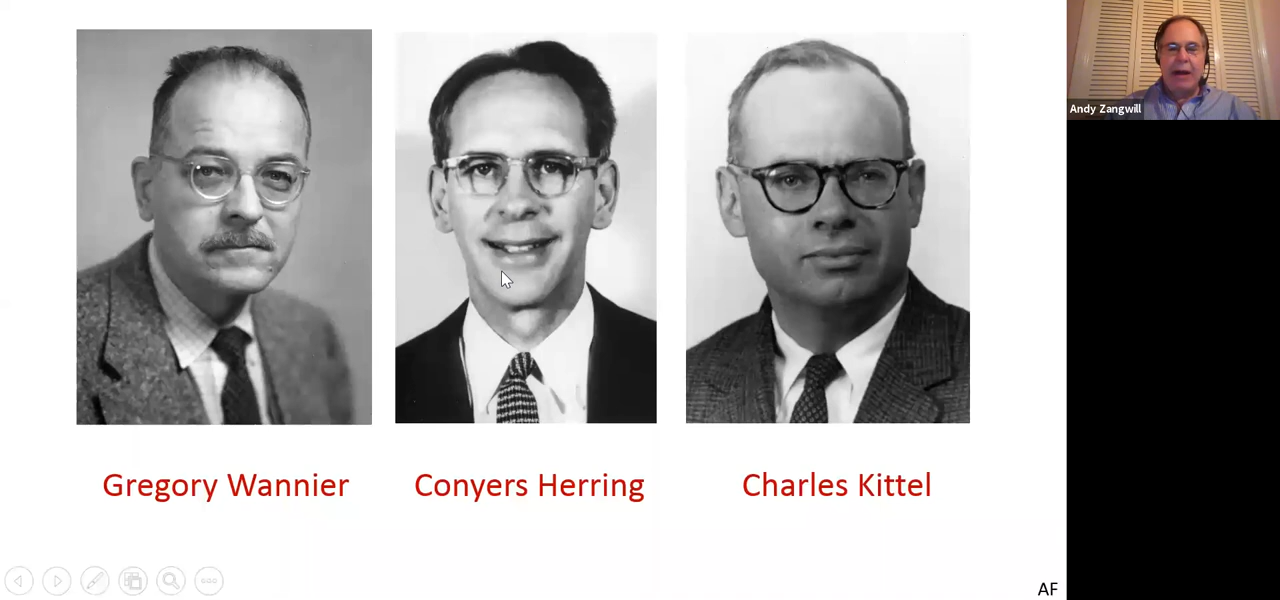 Andy Zangwill
Gregory Wannier
Conyers Herring
Charles Kittel
AF